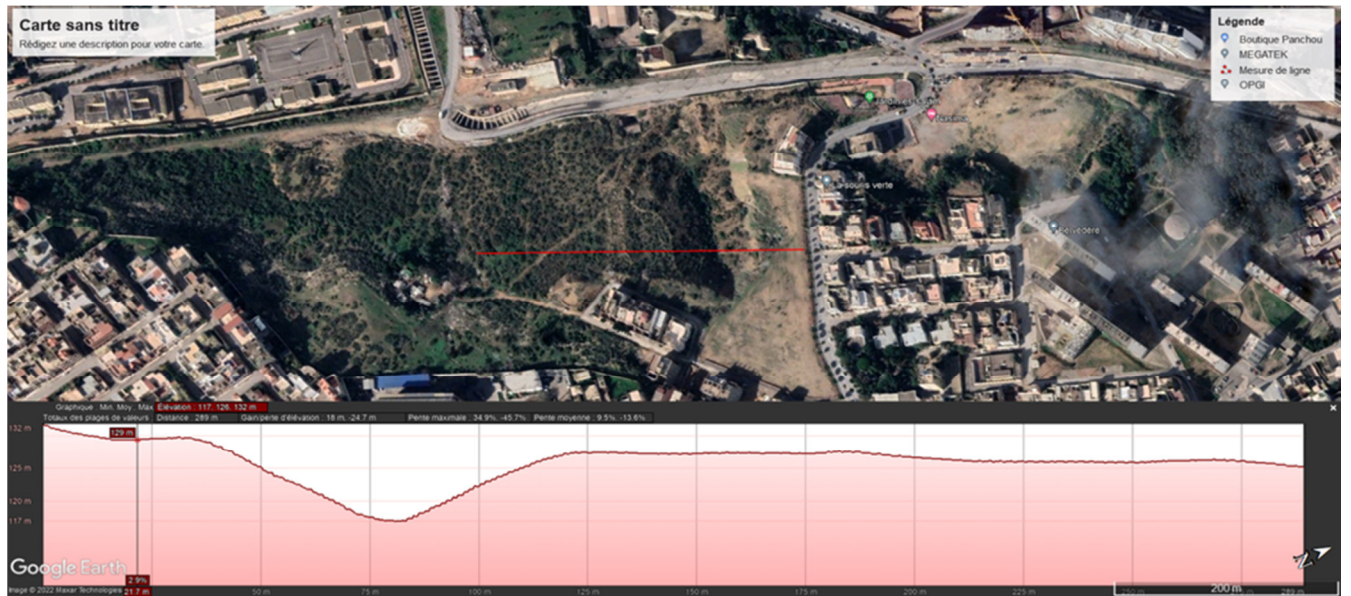 Carte sans titre
Rédigez une description pour votre carte.
Légende
Boutique Panchou
MEGATEK
Mesure de ligne
OPGI
Nasima
La souris verte
Belvédère
Graphique : Min, Moy, Max Élévation : 117, 126, 132 m
Totaux des plages de valeurs Distance : 289 m Gain/perte d'élévation : 18 m, -24.7 m Pente maximale : 34.9%, -45.7% Pente moyenne : 9.5%, -13.6%
132 m
129 m
125 m
120 m
117 m
Google Earth
2.9%
Image © 2022 Maxar Technologies
21.7 m
50 m
75 m
100 m
125 m
150 m
175 m
200 m
225 m
250 m
289 m
200 m